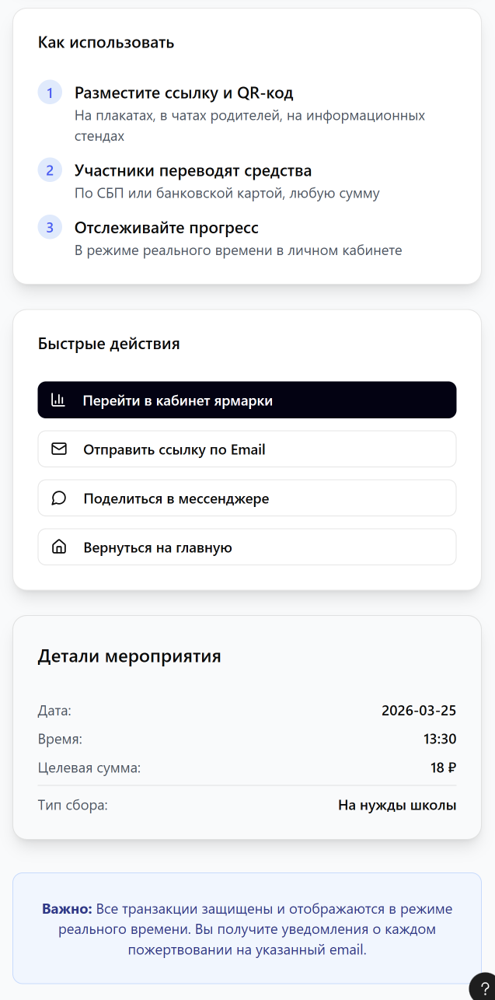 Как использовать
1
Разместите ссылку и QR-код
На плакатах, в чатах родителей, на информационных
стендах
2
Участники переводят средства
По СБП или банковской картой, любую сумму
3
Отслеживайте прогресс
В режиме реального времени в личном кабинете
Быстрые действия
Перейти в кабинет ярмарки
Отправить ссылку по Email
Поделиться в мессенджере
Вернуться на главную
Детали мероприятия
Дата: 2026-03-25
Время: 13:30
Целевая сумма: 18 ₽
Тип сбора: На нужды школы
Важно: Все транзакции защищены и отображаются в режиме
реального времени. Вы получите уведомления о каждом
пожертвовании на указанный email.
?